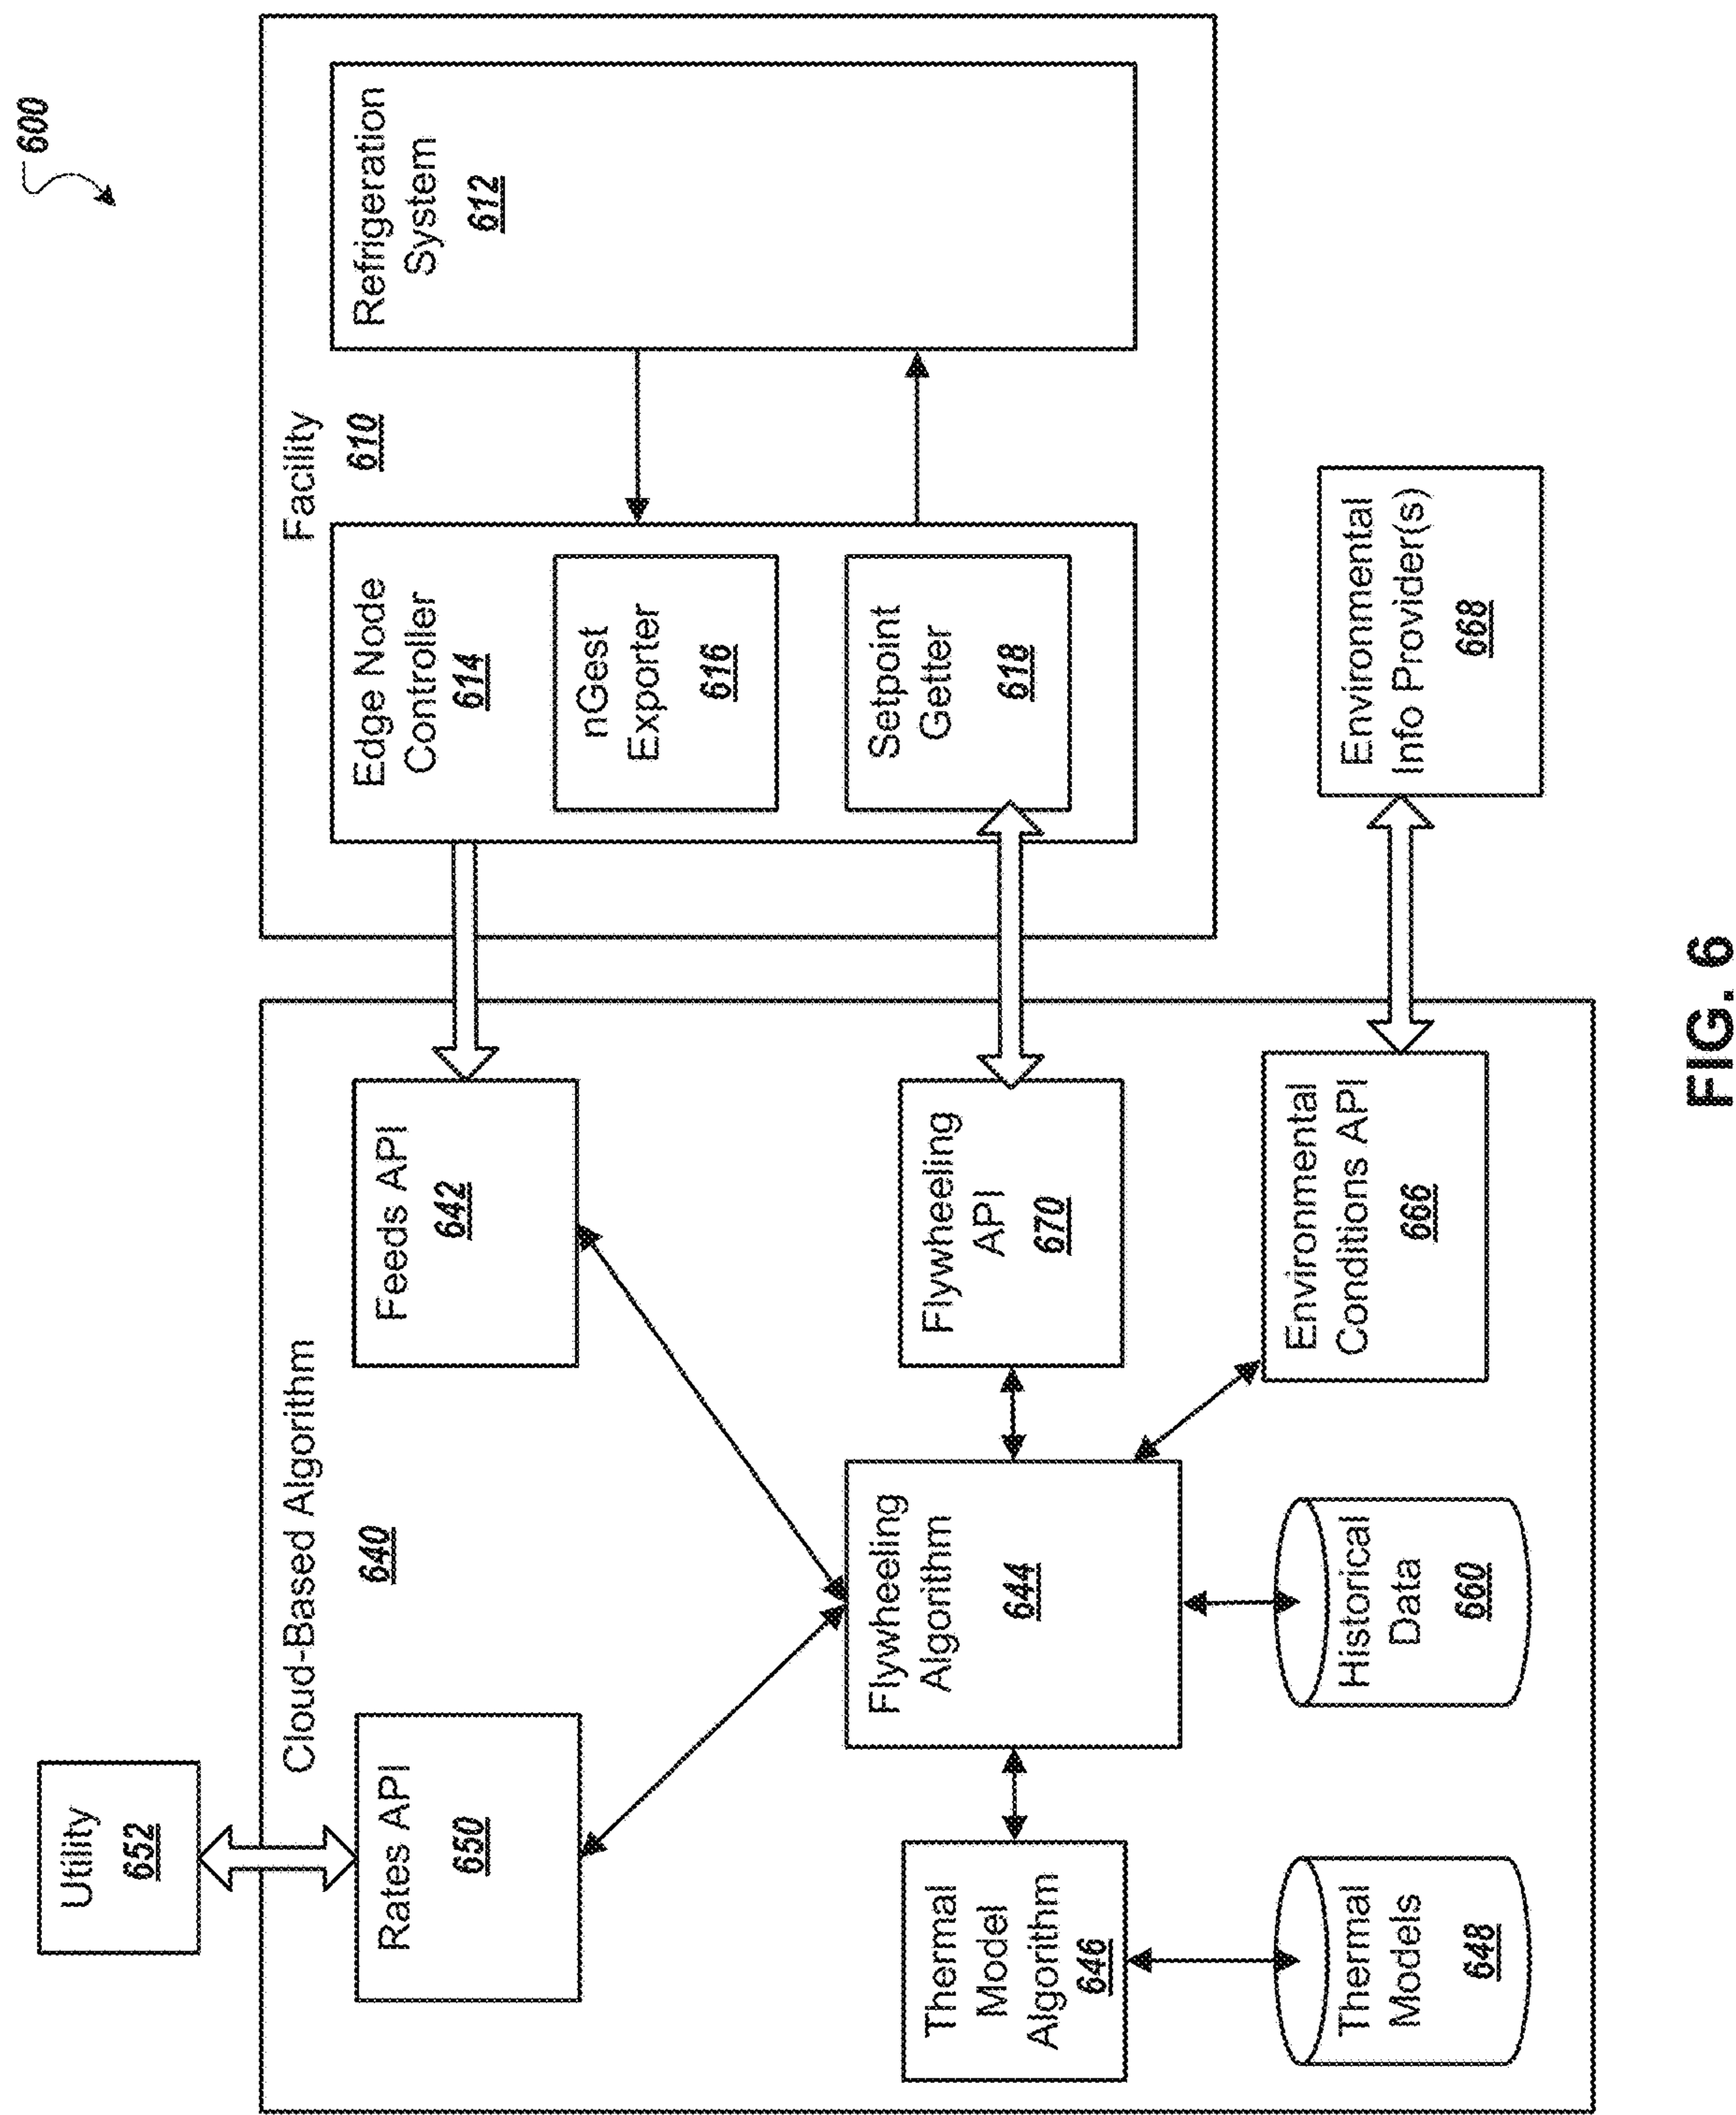 600
Utility
652
Cloud-Based Algorithm
640
Rates API
650
Feeds API
642
Flywheeling
Algorithm
644
Flywheeling
API
670
Thermal
Model
Algorithm
646
Thermal
Models
648
Historical
Data
660
Environmental
Conditions API
666
Facility
610
Edge Node
Controller
614
nGest
Exporter
616
Setpoint
Getter
618
Refrigeration
System
612
Environmental
Info Provider(s)
668
FIG. 6